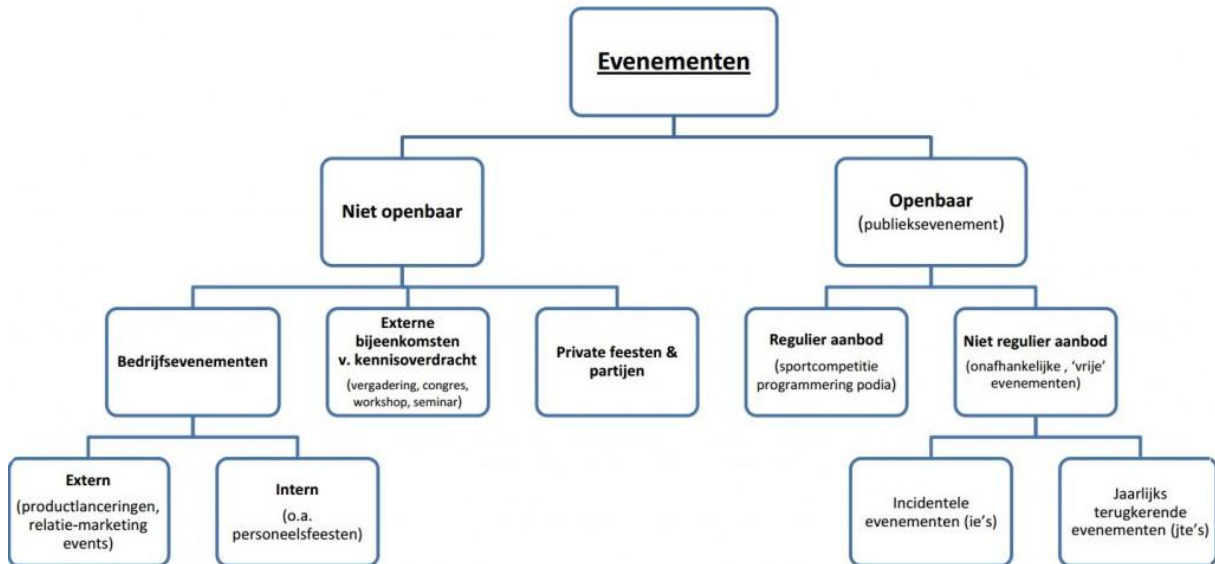 Evenementen
Niet openbaar
Openbaar
(publieksevenement)
Bedrijfsevenementen
Externe
bijeenkomsten
v. kennisoverdracht
(vergadering, congres,
workshop, seminar)
Private feesten &
partijen
Regulier aanbod
(sportcompetitie
programmering podia)
Niet regulier aanbod
(onafhankelijke , ‘vrije’
evenementen)
Extern
(productlanceringen,
relatie-marketing
events)
Intern
(o.a.
personeelsfeesten)
Incidentele
evenementen (ie’s)
Jaarlijks
terugkerende
evenementen (jte’s)